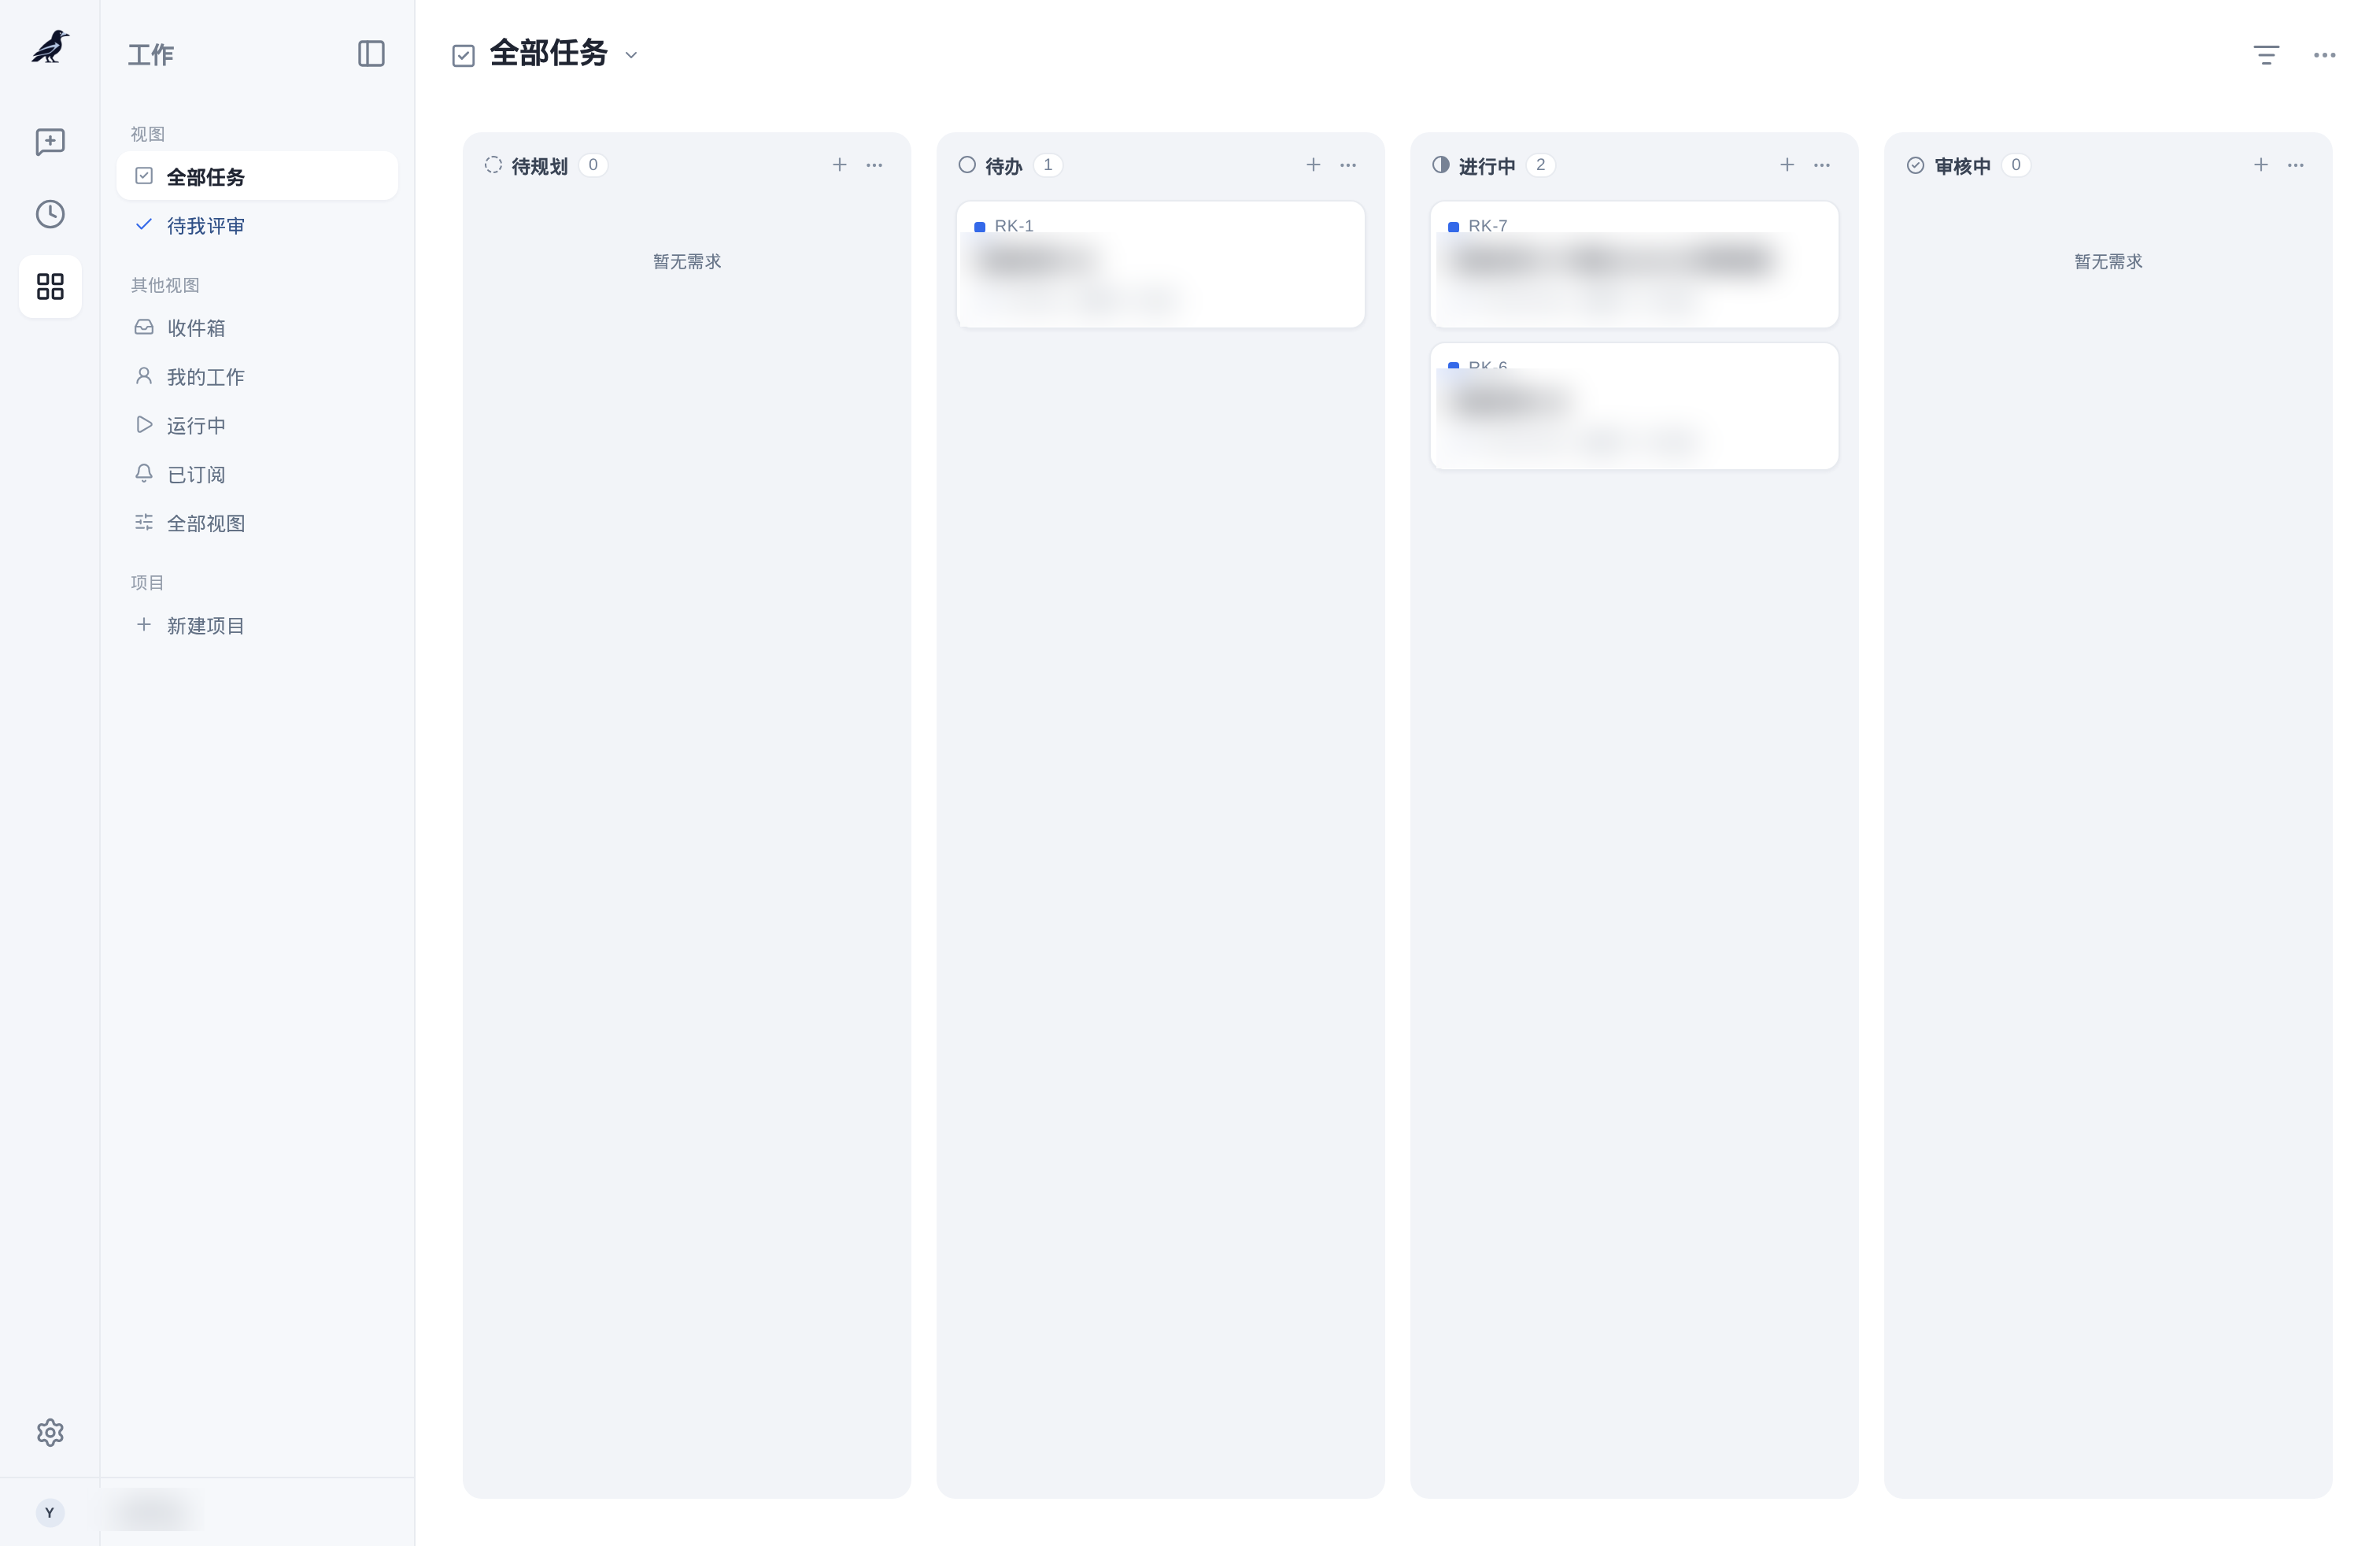 工作
视图
全部任务
待我评审
其他视图
收件箱
我的工作
运行中
已订阅
全部视图
项目
新建项目
Y
全部任务
待规划 0
暂无需求
待办 1
RK-1
进行中 2
RK-7
RK-6
审核中 0
暂无需求